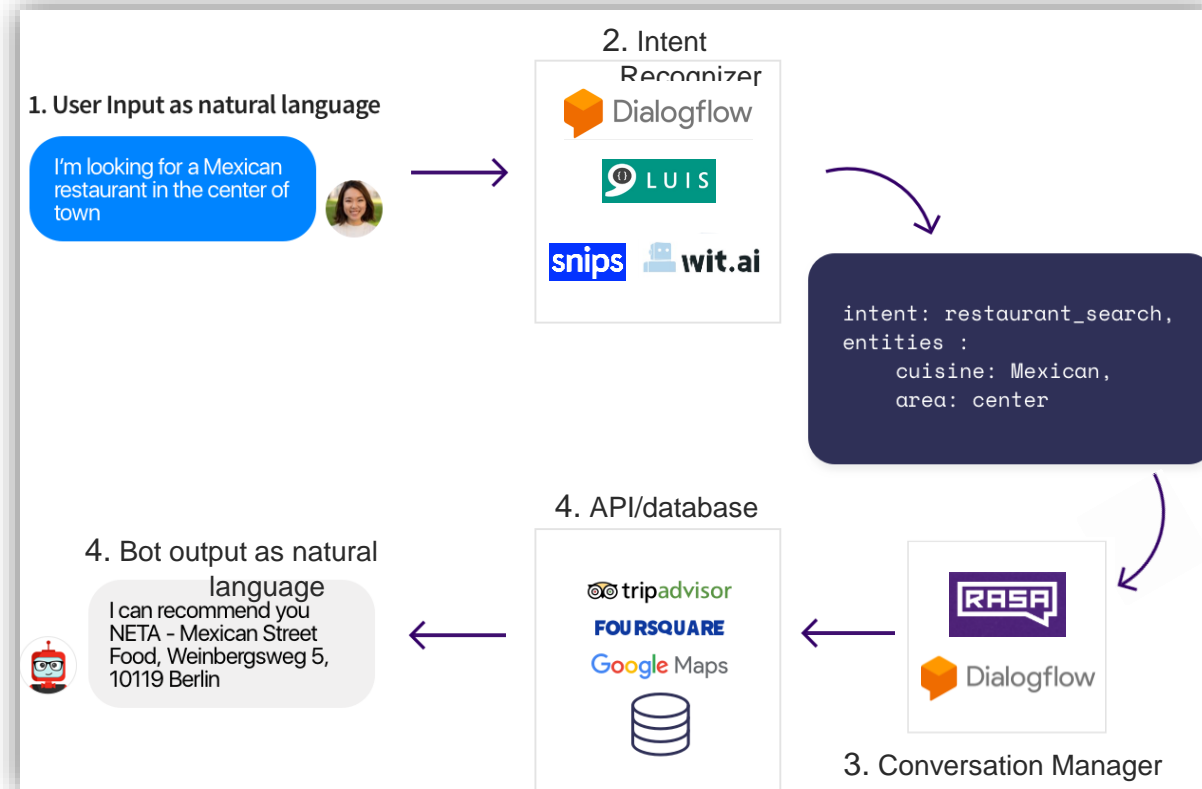 2. Intent
Recognizer
Dialogflow
LUIS
snips wit.ai
1. User Input as natural language
I'm looking for a Mexican
restaurant in the center of
town
intent: restaurant_search,
entities :
cuisine: Mexican,
area: center
RASA
Dialogflow
3. Conversation Manager
4. API/database
tripadvisor
FOURSQUARE
Google Maps
4. Bot output as natural
language
I can recommend you
NETA - Mexican Street
Food, Weinbergsweg 5,
10119 Berlin